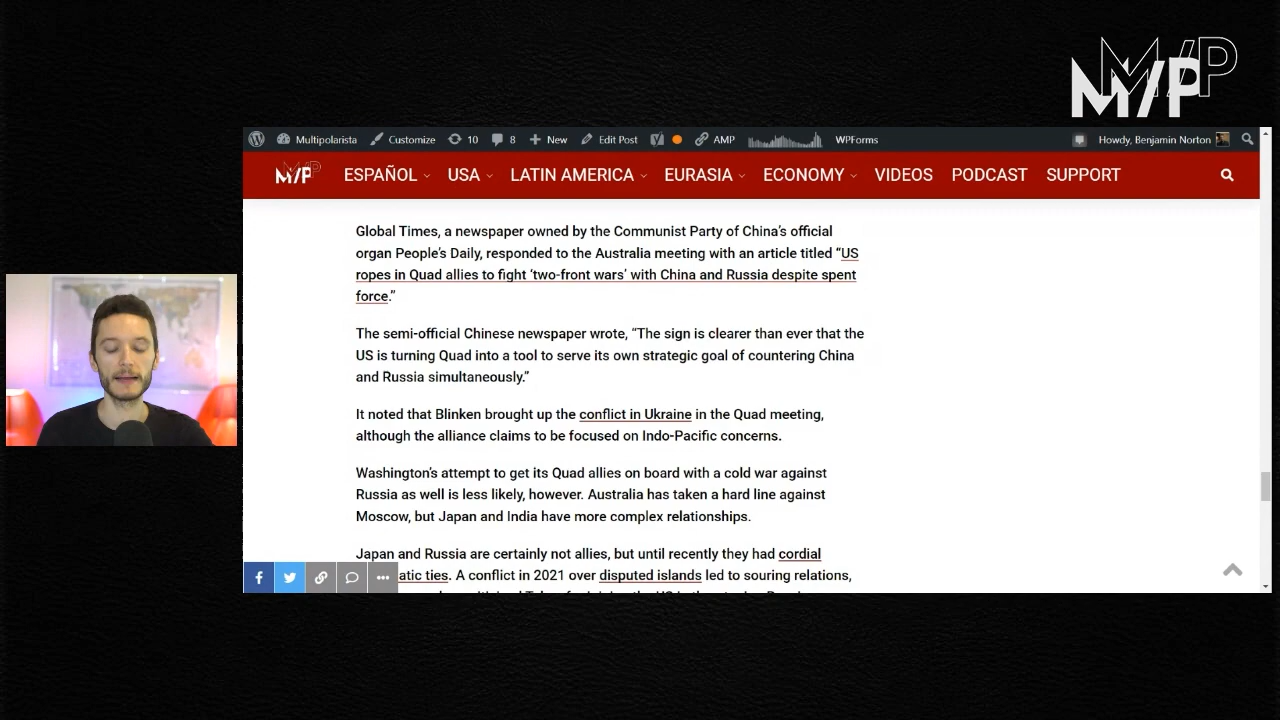 M/P
M/P
Multipolarista Customize 10 8 New Edit Post AMP WPForms Howdy, Benjamin Norton
M/P ESPAÑOL USA LATIN AMERICA EURASIA ECONOMY VIDEOS PODCAST SUPPORT
Global Times, a newspaper owned by the Communist Party of China’s official
organ People’s Daily, responded to the Australia meeting with an article titled “US
ropes in Quad allies to fight ‘two-front wars’ with China and Russia despite spent
force.”
The semi-official Chinese newspaper wrote, “The sign is clearer than ever that the
US is turning Quad into a tool to serve its own strategic goal of countering China
and Russia simultaneously.”
It noted that Blinken brought up the conflict in Ukraine in the Quad meeting,
although the alliance claims to be focused on Indo-Pacific concerns.
Washington’s attempt to get its Quad allies on board with a cold war against
Russia as well is less likely, however. Australia has taken a hard line against
Moscow, but Japan and India have more complex relationships.
Japan and Russia are certainly not allies, but until recently they had cordial
atic ties. A conflict in 2021 over disputed islands led to souring relations,